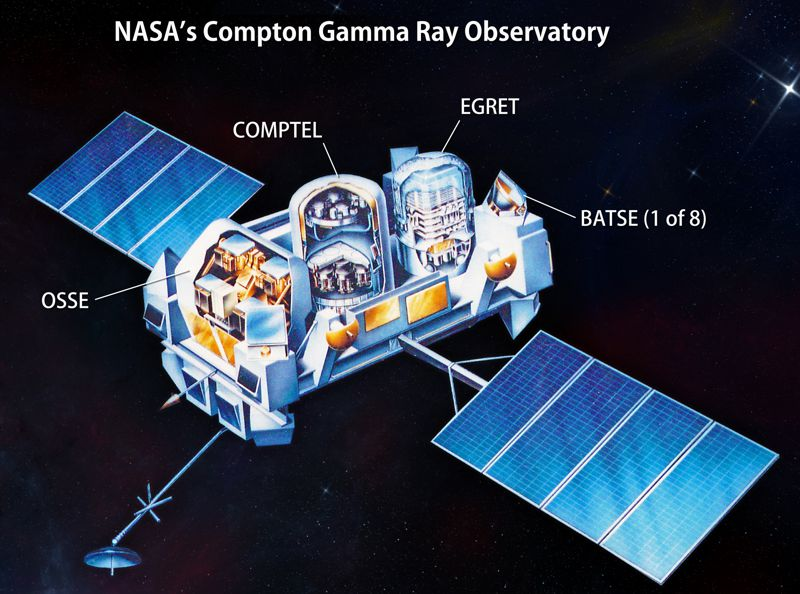 NASA’s Compton Gamma Ray Observatory
EGRET
COMPTEL
BATSE (1 of 8)
OSSE